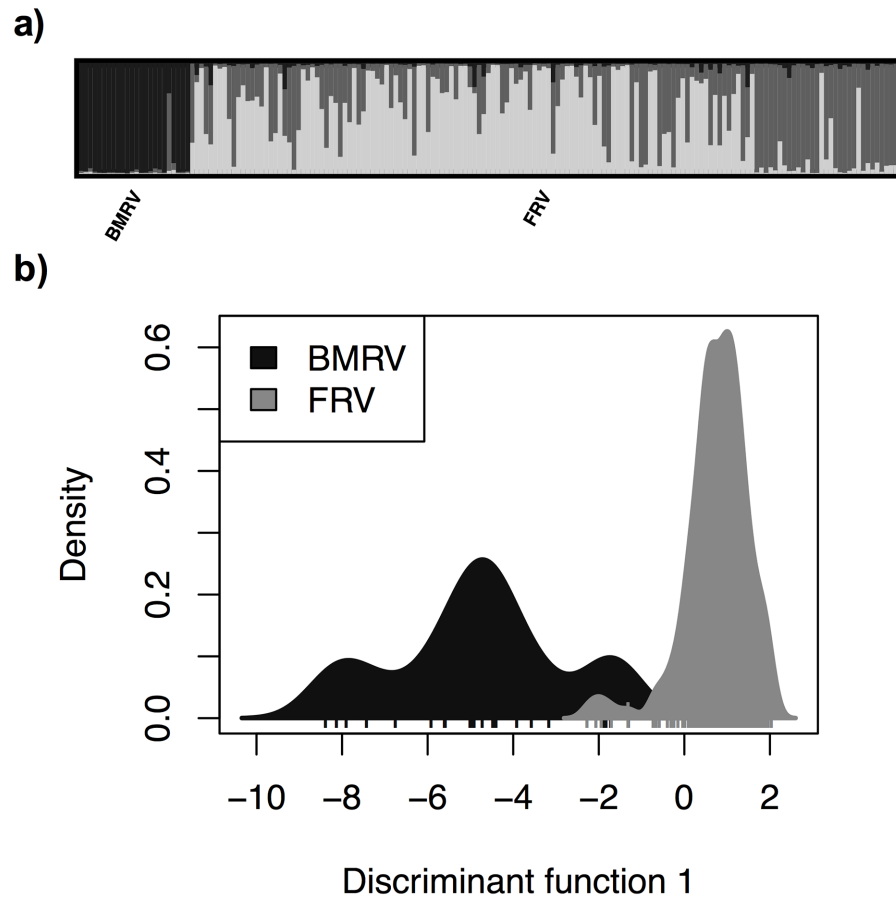 a)
BMRV
FRV
b)
BMRV
FRV
0.6
0.4
0.2
0.0
Density
−10 −8 −6 −4 −2 0 2
Discriminant function 1